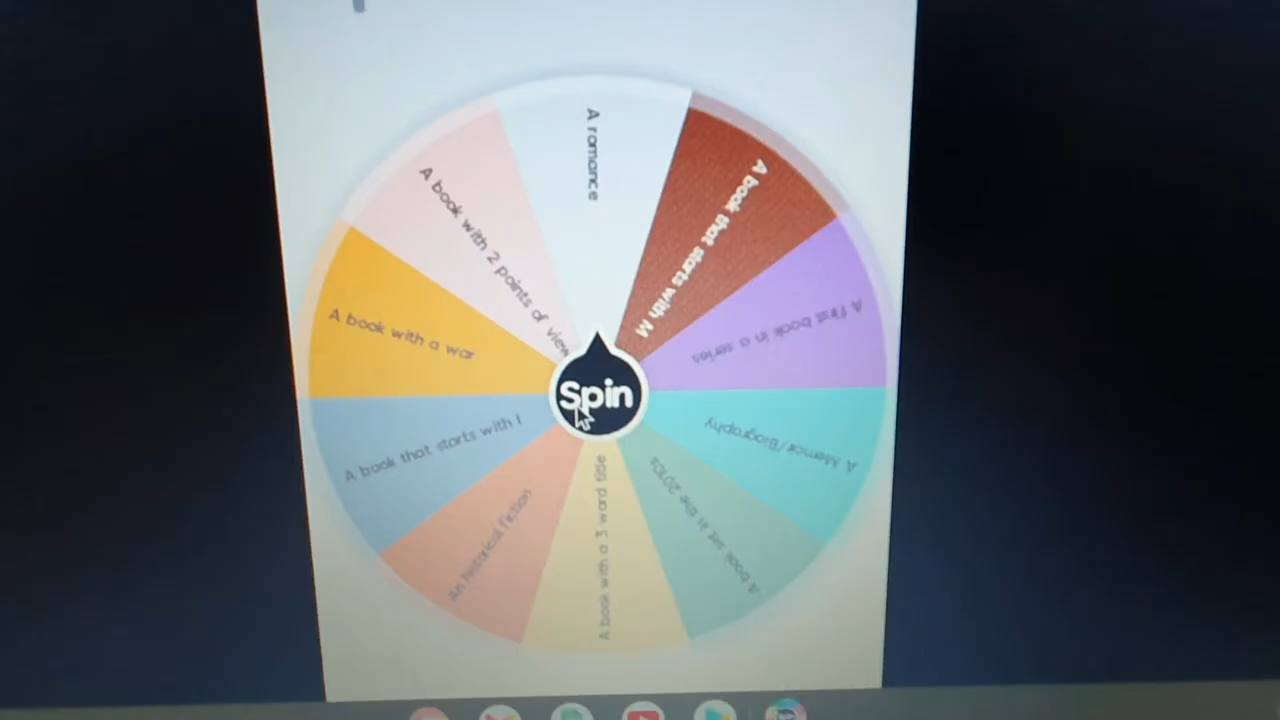 A romance
A book that starts with M
A first book in a series
A Memoir/Biography
A book set in the 2010s
A book with a 3 word title
An historical fiction
A book that starts with I
A book with a war
A book with 2 points of view
Spin